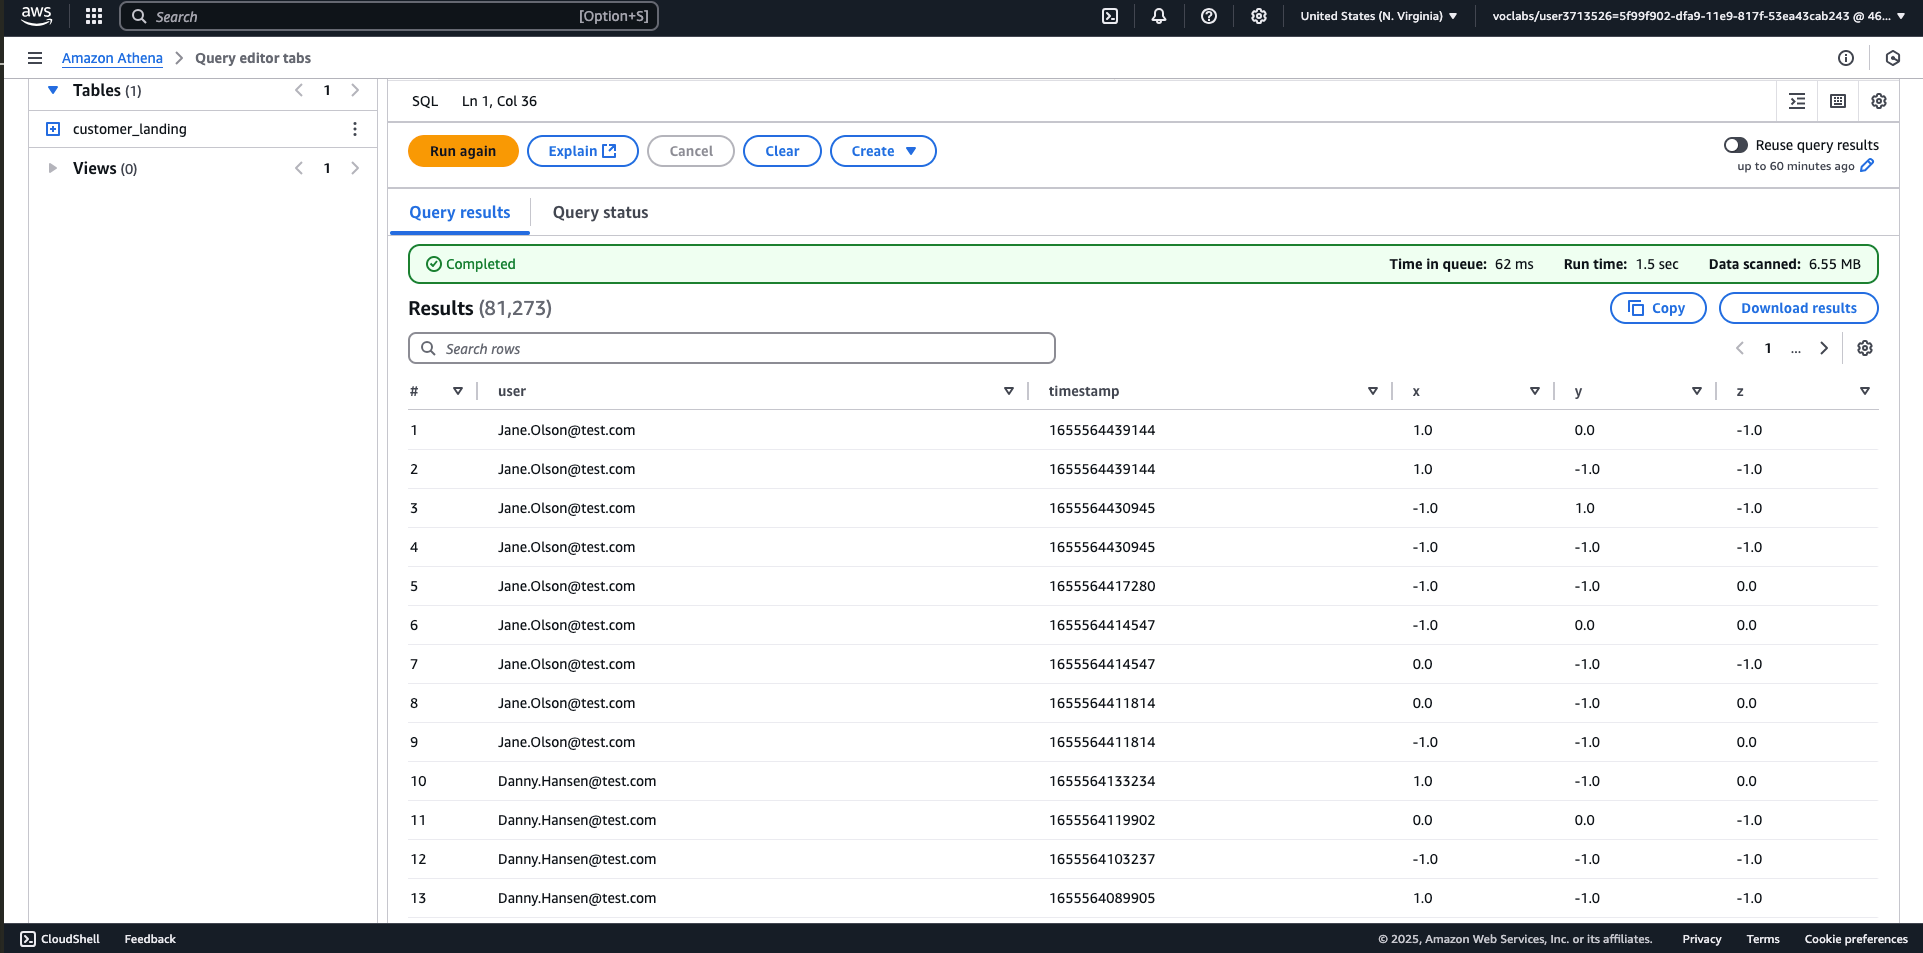 aws Search [Option+S] United States (N. Virginia) voclabs/user3713526=5f99f902-dfa9-11e9-817f-53ea43cab243 @ 46...
Amazon Athena Query editor tabs
Tables (1) 1
customer_landing
Views (0) 1
SQL Ln 1, Col 36
Run again Explain Cancel Clear Create
Reuse query results
up to 60 minutes ago
Query results Query status
Completed Time in queue: 62 ms Run time: 1.5 sec Data scanned: 6.55 MB
Results (81,273) Copy Download results
Search rows 1 ...
# user timestamp x y z
1 Jane.Olson@test.com 1655564439144 1.0 0.0 -1.0
2 Jane.Olson@test.com 1655564439144 1.0 -1.0 -1.0
3 Jane.Olson@test.com 1655564430945 -1.0 1.0 -1.0
4 Jane.Olson@test.com 1655564430945 -1.0 -1.0 -1.0
5 Jane.Olson@test.com 1655564417280 -1.0 -1.0 0.0
6 Jane.Olson@test.com 1655564414547 -1.0 0.0 0.0
7 Jane.Olson@test.com 1655564414547 0.0 -1.0 -1.0
8 Jane.Olson@test.com 1655564411814 0.0 -1.0 0.0
9 Jane.Olson@test.com 1655564411814 -1.0 -1.0 0.0
10 Danny.Hansen@test.com 1655564133234 1.0 -1.0 0.0
11 Danny.Hansen@test.com 1655564119902 0.0 0.0 -1.0
12 Danny.Hansen@test.com 1655564103237 -1.0 -1.0 -1.0
13 Danny.Hansen@test.com 1655564089905 1.0 -1.0 -1.0
CloudShell Feedback © 2025, Amazon Web Services, Inc. or its affiliates. Privacy Terms Cookie preferences